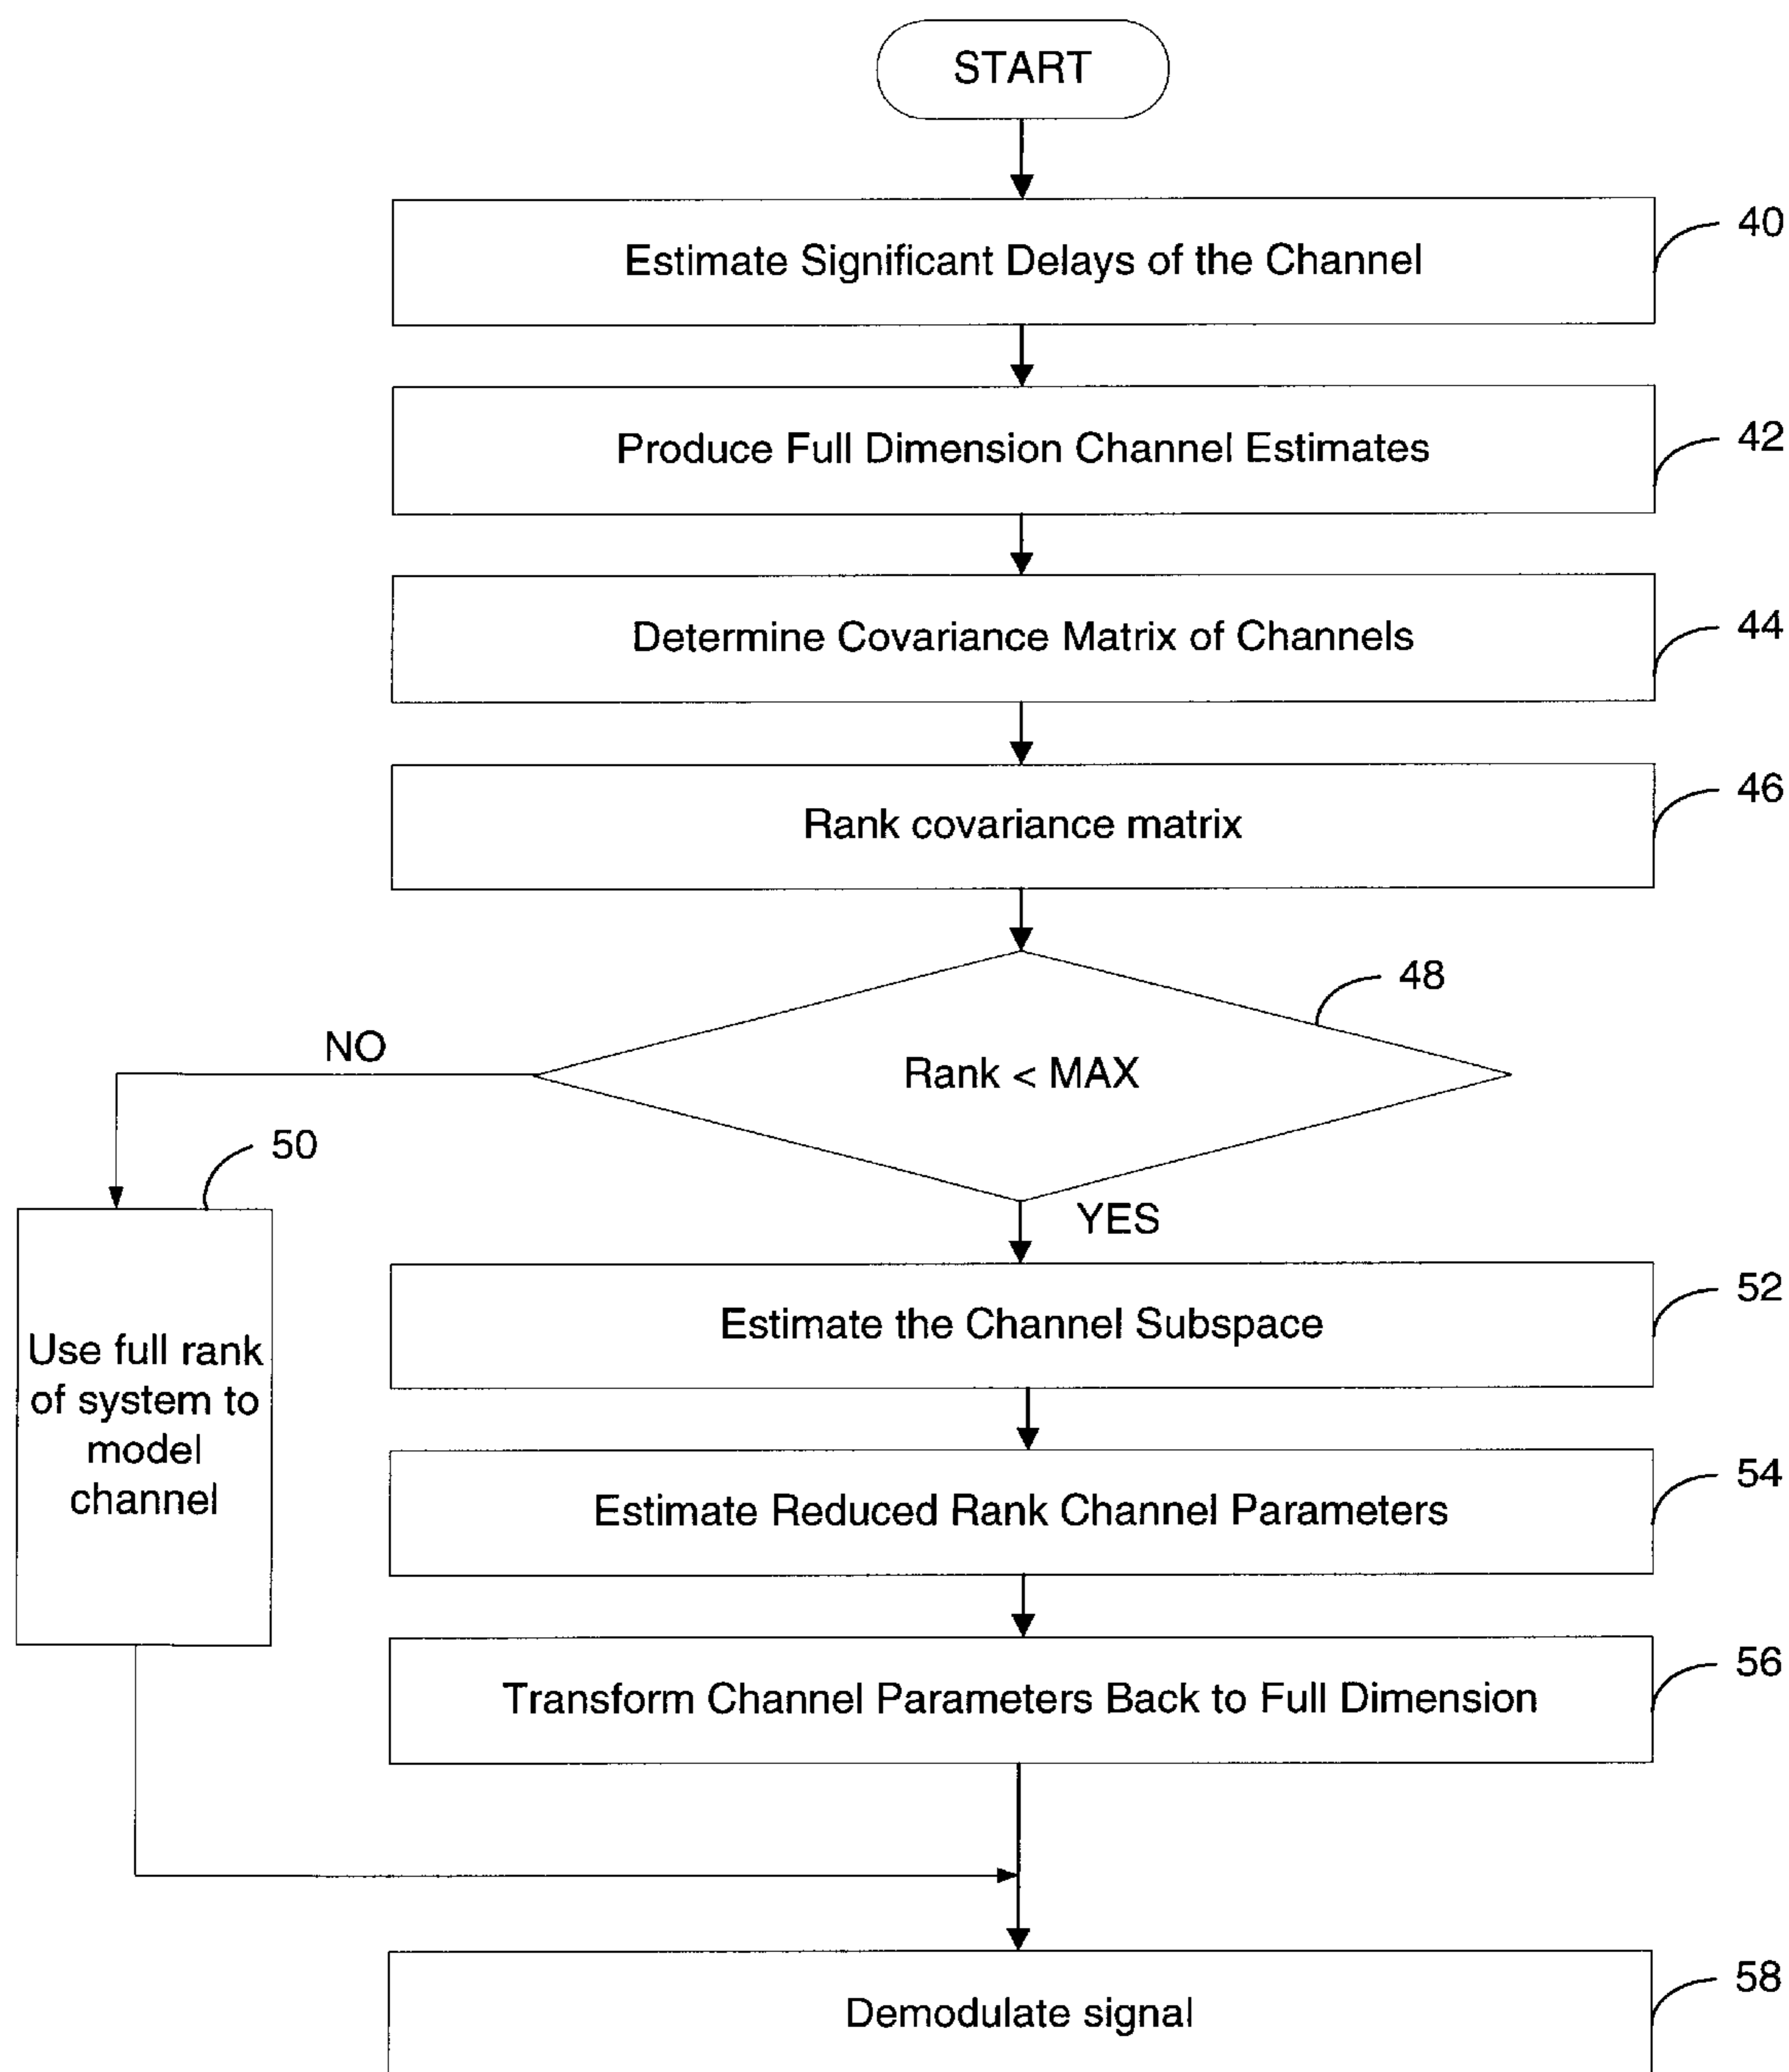 START
Estimate Significant Delays of the Channel
40
Produce Full Dimension Channel Estimates
42
Determine Covariance Matrix of Channels
44
Rank covariance matrix
46
48
Rank < MAX
NO
YES
50
Use full rank
of system to
model
channel
Estimate the Channel Subspace
52
Estimate Reduced Rank Channel Parameters
54
Transform Channel Parameters Back to Full Dimension
56
Demodulate signal
58